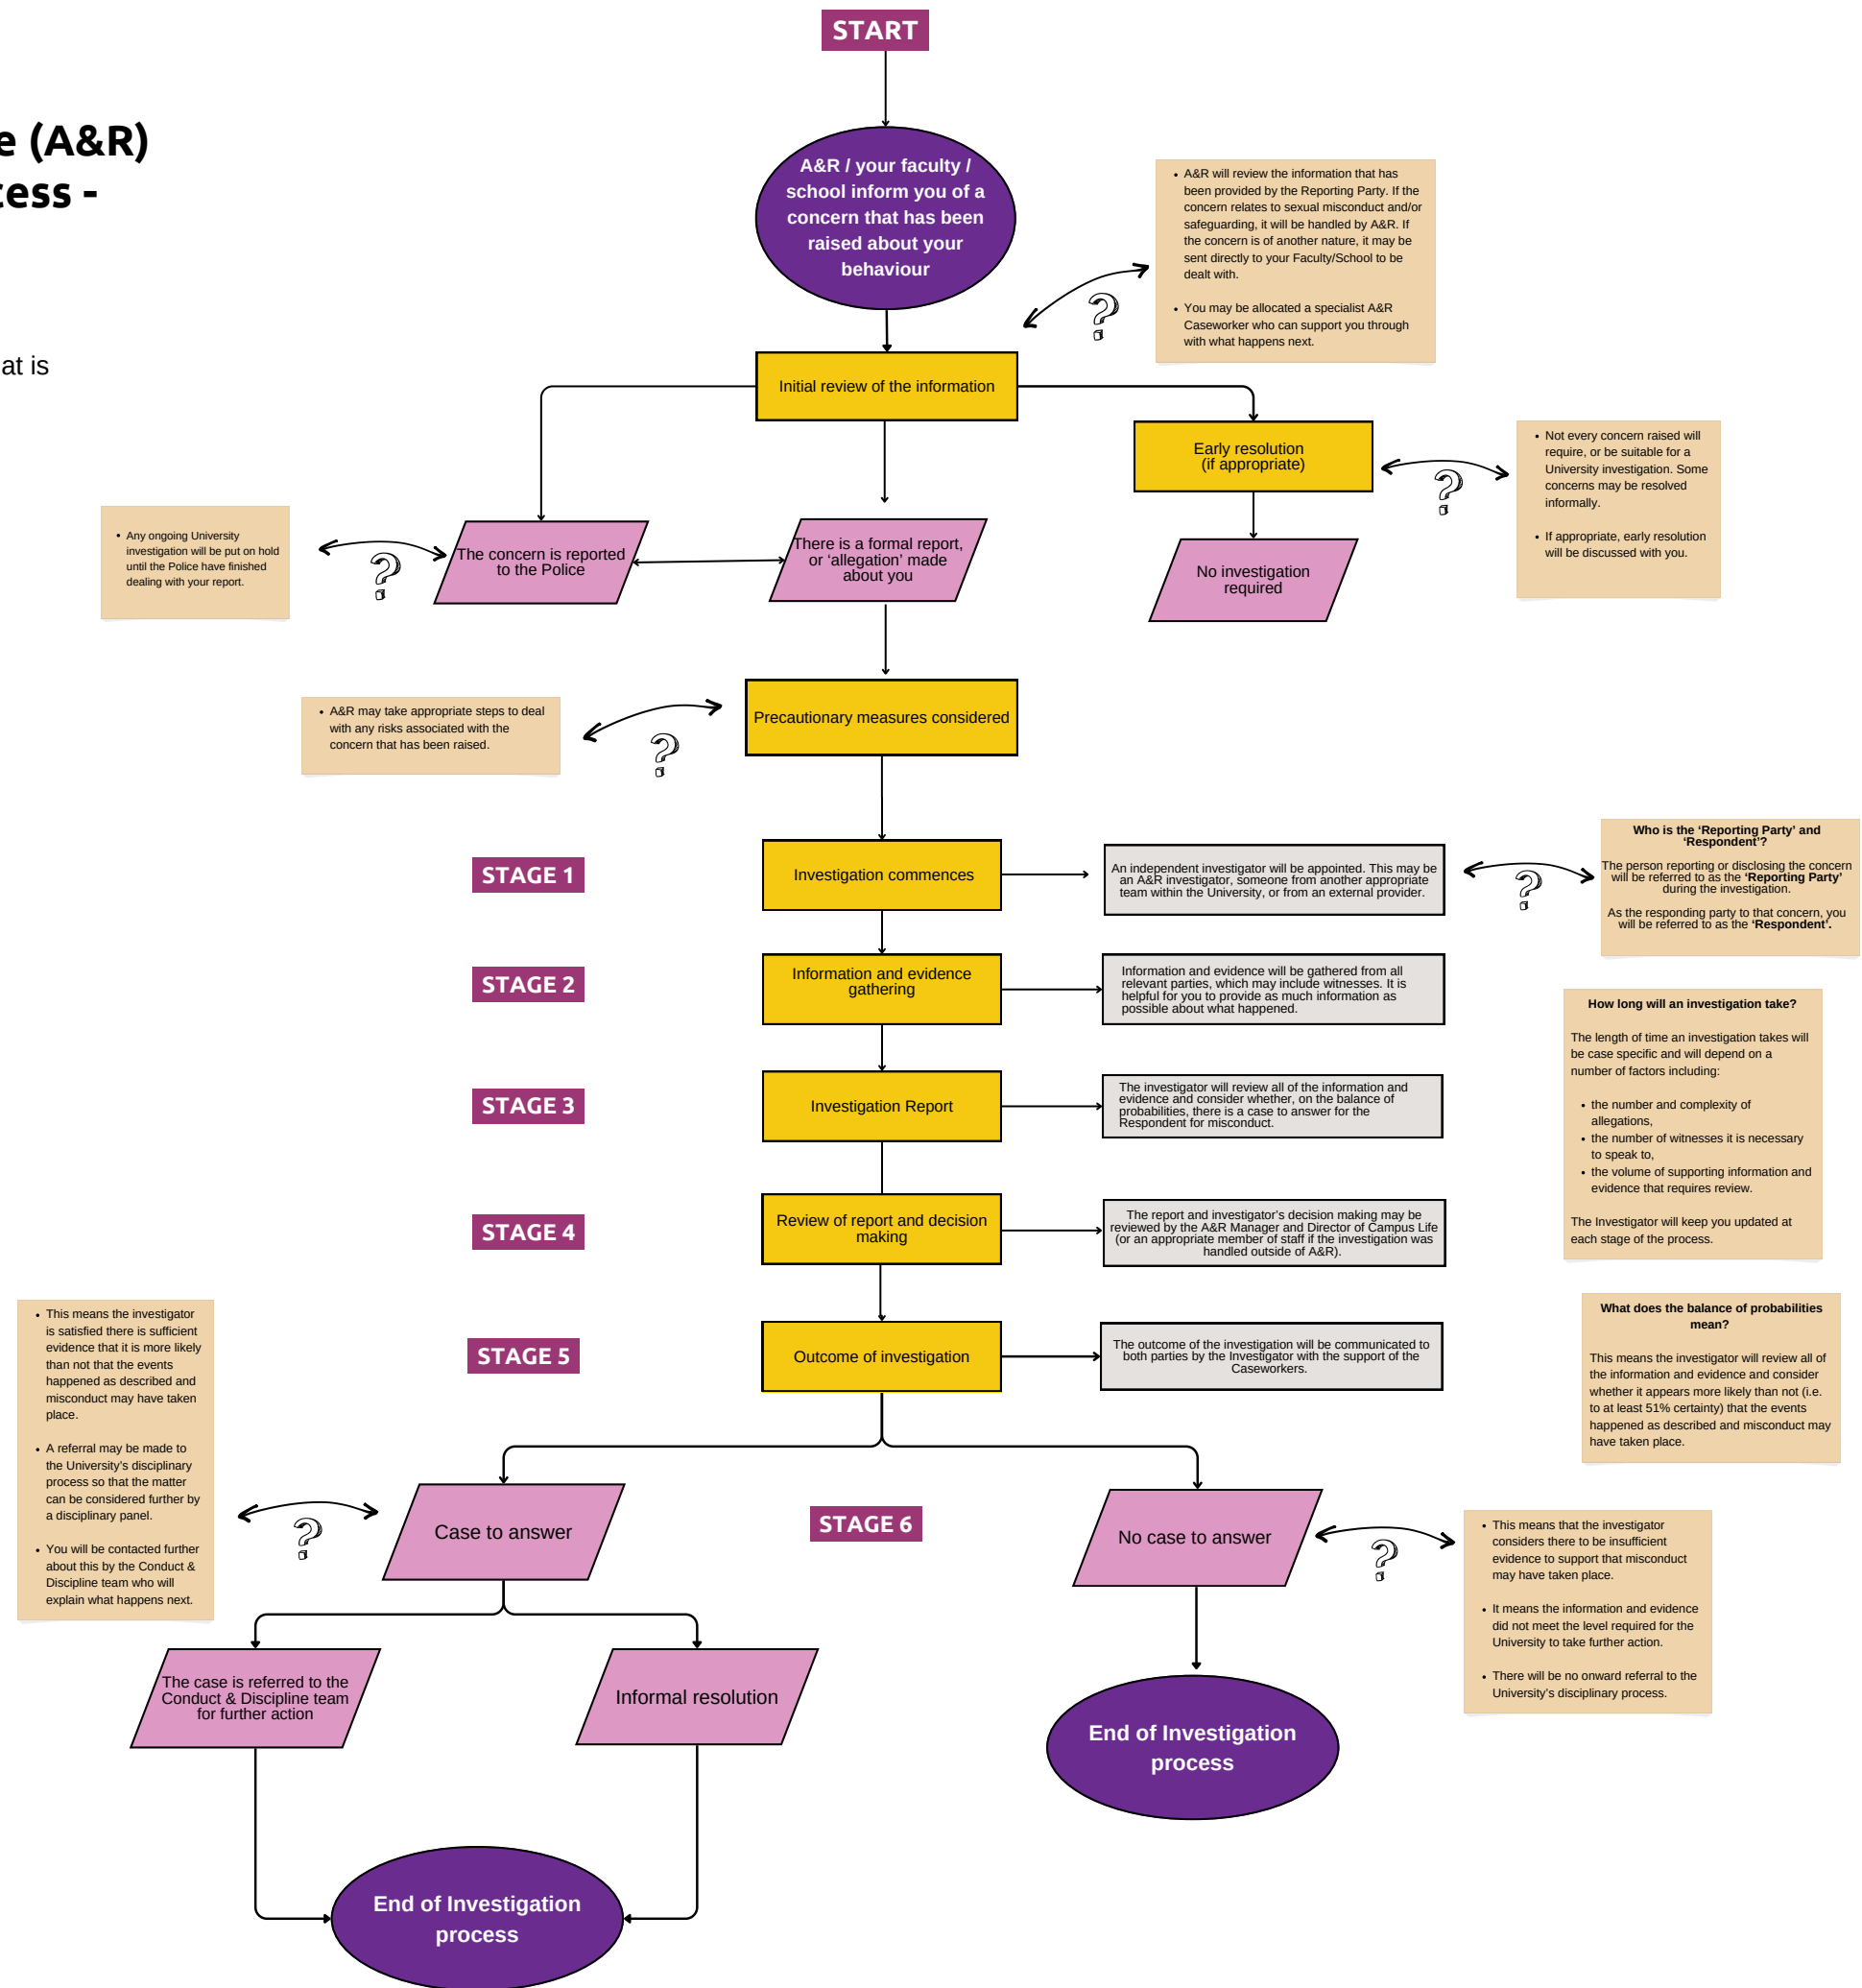 START
e (A&R)
cess -
at is
A&R / your faculty /
school inform you of a
concern that has been
raised about your
behaviour
• A&R will review the information that has
been provided by the Reporting Party. If the
concern relates to sexual misconduct and/or
safeguarding, it will be handled by A&R. If
the concern is of another nature, it may be
sent directly to your Faculty/School to be
dealt with.
• You may be allocated a specialist A&R
Caseworker who can support you through
with what happens next.
?
Initial review of the information
Early resolution
(if appropriate)
?
• Not every concern raised will
require, or be suitable for a
University investigation. Some
concerns may be resolved
informally.
• If appropriate, early resolution
will be discussed with you.
• Any ongoing University
investigation will be put on hold
until the Police have finished
dealing with your report.
?
The concern is reported
to the Police
There is a formal report,
or ‘allegation’ made
about you
No investigation
required
• A&R may take appropriate steps to deal
with any risks associated with the
concern that has been raised.
?
Precautionary measures considered
STAGE 1
Investigation commences
An independent investigator will be appointed. This may be
an A&R investigator, someone from another appropriate
team within the University, or from an external provider.
?
Who is the ‘Reporting Party’ and
‘Respondent’?
The person reporting or disclosing the concern
will be referred to as the ‘Reporting Party’
during the investigation.
As the responding party to that concern, you
will be referred to as the ‘Respondent’.
STAGE 2
Information and evidence
gathering
Information and evidence will be gathered from all
relevant parties, which may include witnesses. It is
helpful for you to provide as much information as
possible about what happened.
How long will an investigation take?
The length of time an investigation takes will
be case specific and will depend on a
number of factors including:
• the number and complexity of
allegations,
• the number of witnesses it is necessary
to speak to,
• the volume of supporting information and
evidence that requires review.
The Investigator will keep you updated at
each stage of the process.
STAGE 3
Investigation Report
The investigator will review all of the information and
evidence and consider whether, on the balance of
probabilities, there is a case to answer for the
Respondent for misconduct.
STAGE 4
Review of report and decision
making
The report and investigator’s decision making may be
reviewed by the A&R Manager and Director of Campus Life
(or an appropriate member of staff if the investigation was
handled outside of A&R).
STAGE 5
Outcome of investigation
The outcome of the investigation will be communicated to
both parties by the Investigator with the support of the
Caseworkers.
What does the balance of probabilities
mean?
This means the investigator will review all of
the information and evidence and consider
whether it appears more likely than not (i.e.
to at least 51% certainty) that the events
happened as described and misconduct may
have taken place.
• This means the investigator
is satisfied there is sufficient
evidence that it is more likely
than not that the events
happened as described and
misconduct may have taken
place.
• A referral may be made to
the University’s disciplinary
process so that the matter
can be considered further by
a disciplinary panel.
• You will be contacted further
about this by the Conduct &
Discipline team who will
explain what happens next.
?
Case to answer
STAGE 6
No case to answer
?
• This means that the investigator
considers there to be insufficient
evidence to support that misconduct
may have taken place.
• It means the information and evidence
did not meet the level required for the
University to take further action.
• There will be no onward referral to the
University’s disciplinary process.
The case is referred to the
Conduct & Discipline team
for further action
Informal resolution
End of Investigation
process
End of Investigation
process